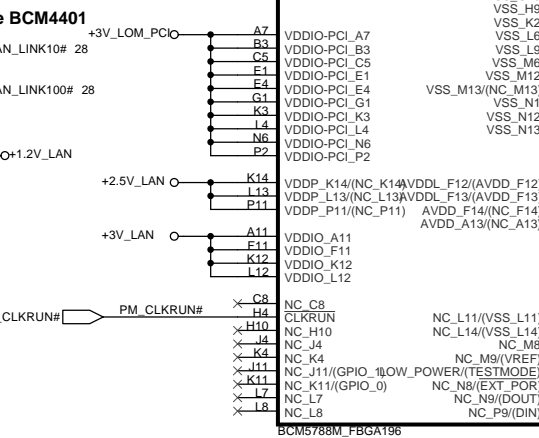 e BCM4401
+3V_LOM_PCI
AN_LINK10# 28
AN_LINK100# 28
+1.2V_LAN
+2.5V_LAN
+3V_LAN
_CLKRUN#
PM_CLKRUN#
A7 VDDIO-PCI_A7
B3 VDDIO-PCI_B3
C5 VDDIO-PCI_C5
E1 VDDIO-PCI_E1
E4 VDDIO-PCI_E4
G1 VDDIO-PCI_G1
K3 VDDIO-PCI_K3
L4 VDDIO-PCI_L4
N6 VDDIO-PCI_N6
P2 VDDIO-PCI_P2
K14 VDDP_K14/(NC_K14)
L13 VDDP_L13/(NC_L13)
P11 VDDP_P11/(NC_P11)
A11 VDDIO_A11
F11 VDDIO_F11
K12 VDDIO_K12
L12 VDDIO_L12
C8 NC_C8
H4 CLKRUN
H10 NC_H10
J4 NC_J4
K4 NC_K4
J11 NC_J11/(GPIO_1)
K11 NC_K11/(GPIO_0)
L7 NC_L7
L8 NC_L8
VSS_H9
VSS_K2
VSS_L6
VSS_L9
VSS_M6
VSS_M12
VSS_M13/(NC_M13)
VSS_N1
VSS_N12
VSS_N13
AVDDL_F12/(AVDD_F12)
AVDDL_F13/(AVDD_F13)
AVDD_F14/(NC_F14)
AVDD_A13/(NC_A13)
NC_L11/(VSS_L11)
NC_L14/(VSS_L14)
NC_M8
NC_M9/(VREF)
LOW_POWER/(TESTMODE)
NC_N8/(EXT_POR)
NC_N9/(DOUT)
NC_P9/(DIN)
BCM5788M_FBGA196